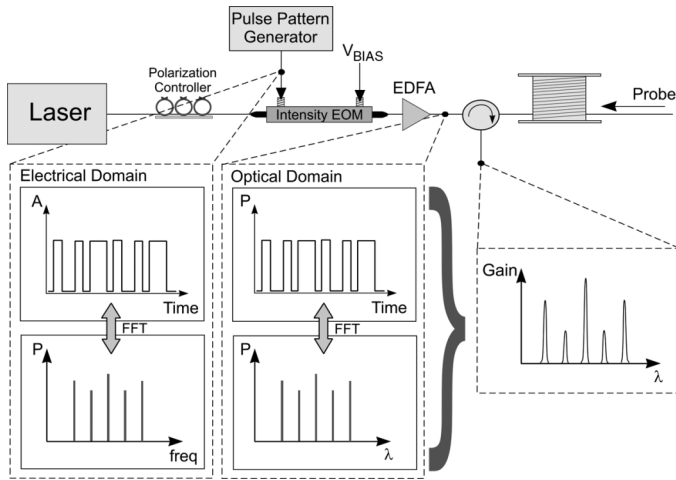 Pulse Pattern
Generator
V_BIAS
Polarization
Controller
EDFA
Laser
Intensity EOM
Probe
Electrical Domain
A
Time
FFT
P
freq
Optical Domain
P
Time
FFT
P
λ
Gain
λ